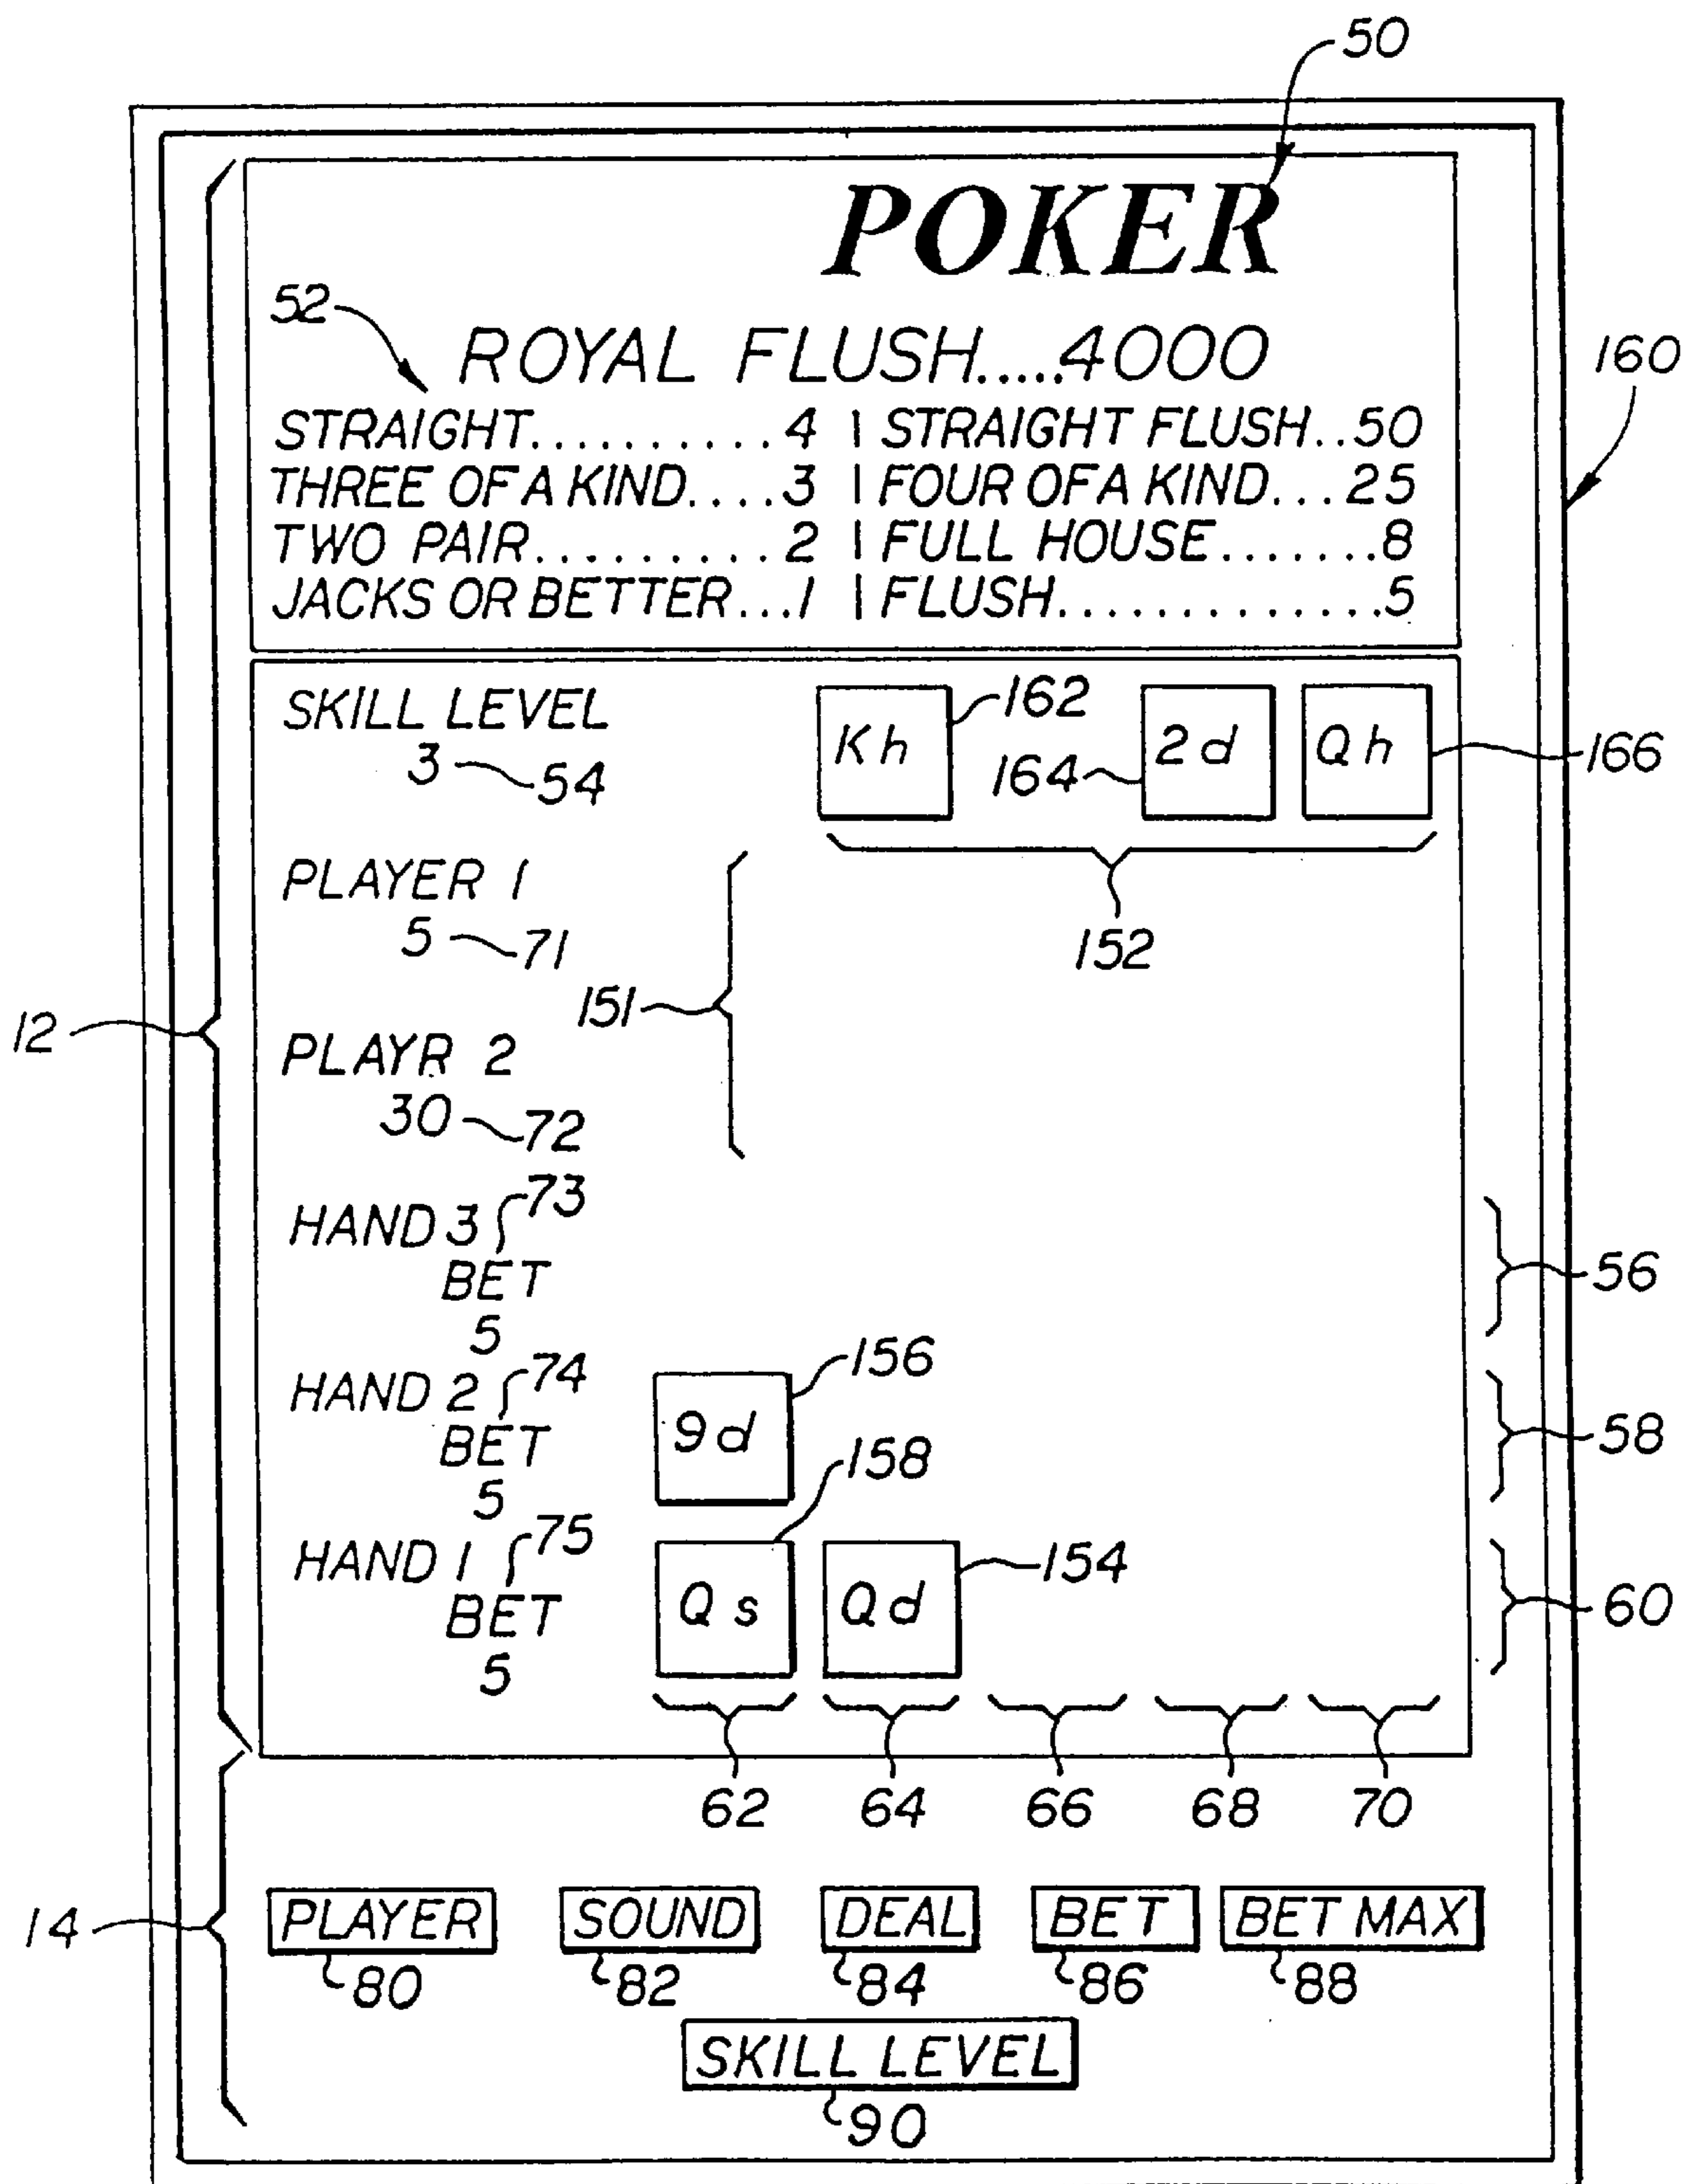 50
POKER
52
ROYAL FLUSH.....4000
160
STRAIGHT..........4 | STRAIGHT FLUSH..50
THREE OF A KIND....3 | FOUR OF A KIND...25
TWO PAIR.........2 | FULL HOUSE.......8
JACKS OR BETTER...1 | FLUSH..............5
SKILL LEVEL
3 54
Kh 162 164 2d Qh 166
PLAYER 1
5 71
152
151
12
PLAYR 2
30 72
HAND 3 73
BET
5
56
HAND 2 74
BET
5
9d 156
58
HAND 1 75
BET
5
Qs 158 Qd 154
60
62 64 66 68 70
14
PLAYER SOUND DEAL BET BET MAX
80 82 84 86 88
SKILL LEVEL
90